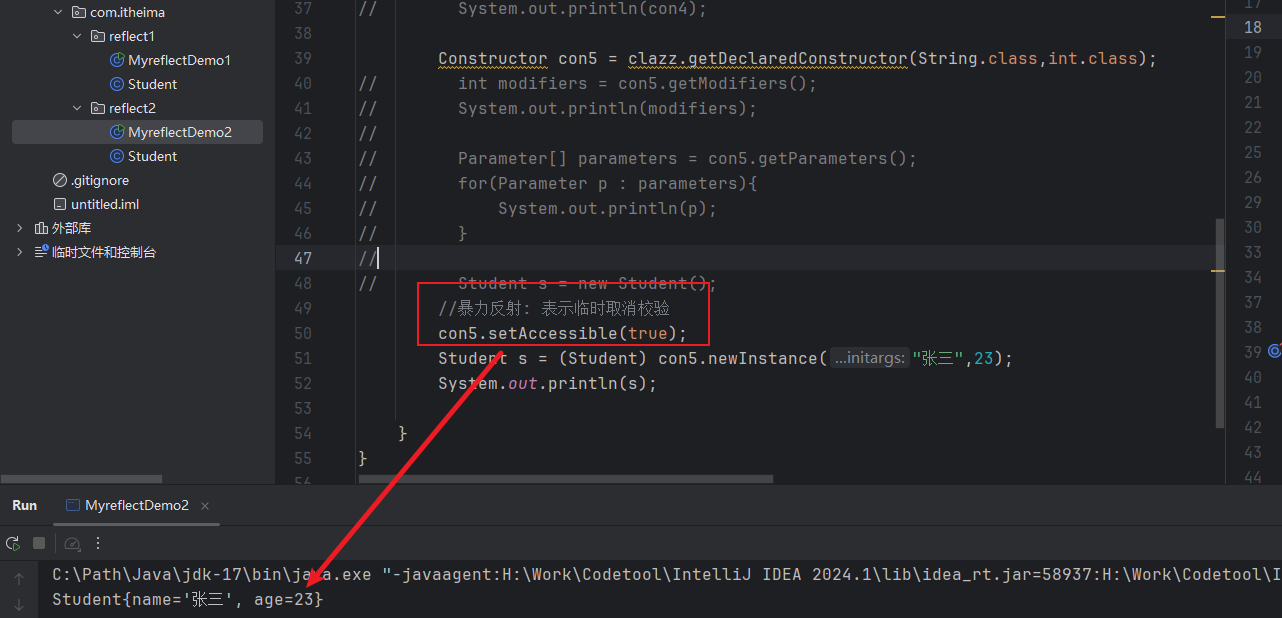 com.itheima
reflect1
MyreflectDemo1
Student
reflect2
MyreflectDemo2
Student
.gitignore
untitled.iml
外部库
临时文件和控制台
37 // System.out.println(con4);
38
39 Constructor con5 = clazz.getDeclaredConstructor(String.class,int.class);
40 // int modifiers = con5.getModifiers();
41 // System.out.println(modifiers);
42 //
43 // Parameter[] parameters = con5.getParameters();
44 // for(Parameter p : parameters){
45 // System.out.println(p);
46 // }
47 //
48 // Student s = new Student();
49 //暴力反射: 表示临时取消校验
50 con5.setAccessible(true);
51 Student s = (Student) con5.newInstance( ...initargs: "张三",23);
52 System.out.println(s);
53
54 }
55 }
56
17
18
19
20
21
22
25
26
29
30
33
34
37
38
39
40
41
42
43
44
Run MyreflectDemo2
C:\Path\Java\jdk-17\bin\java.exe "-javaagent:H:\Work\Codetool\IntelliJ IDEA 2024.1\lib\idea_rt.jar=58937:H:\Work\Codetool\I
Student{name='张三', age=23}